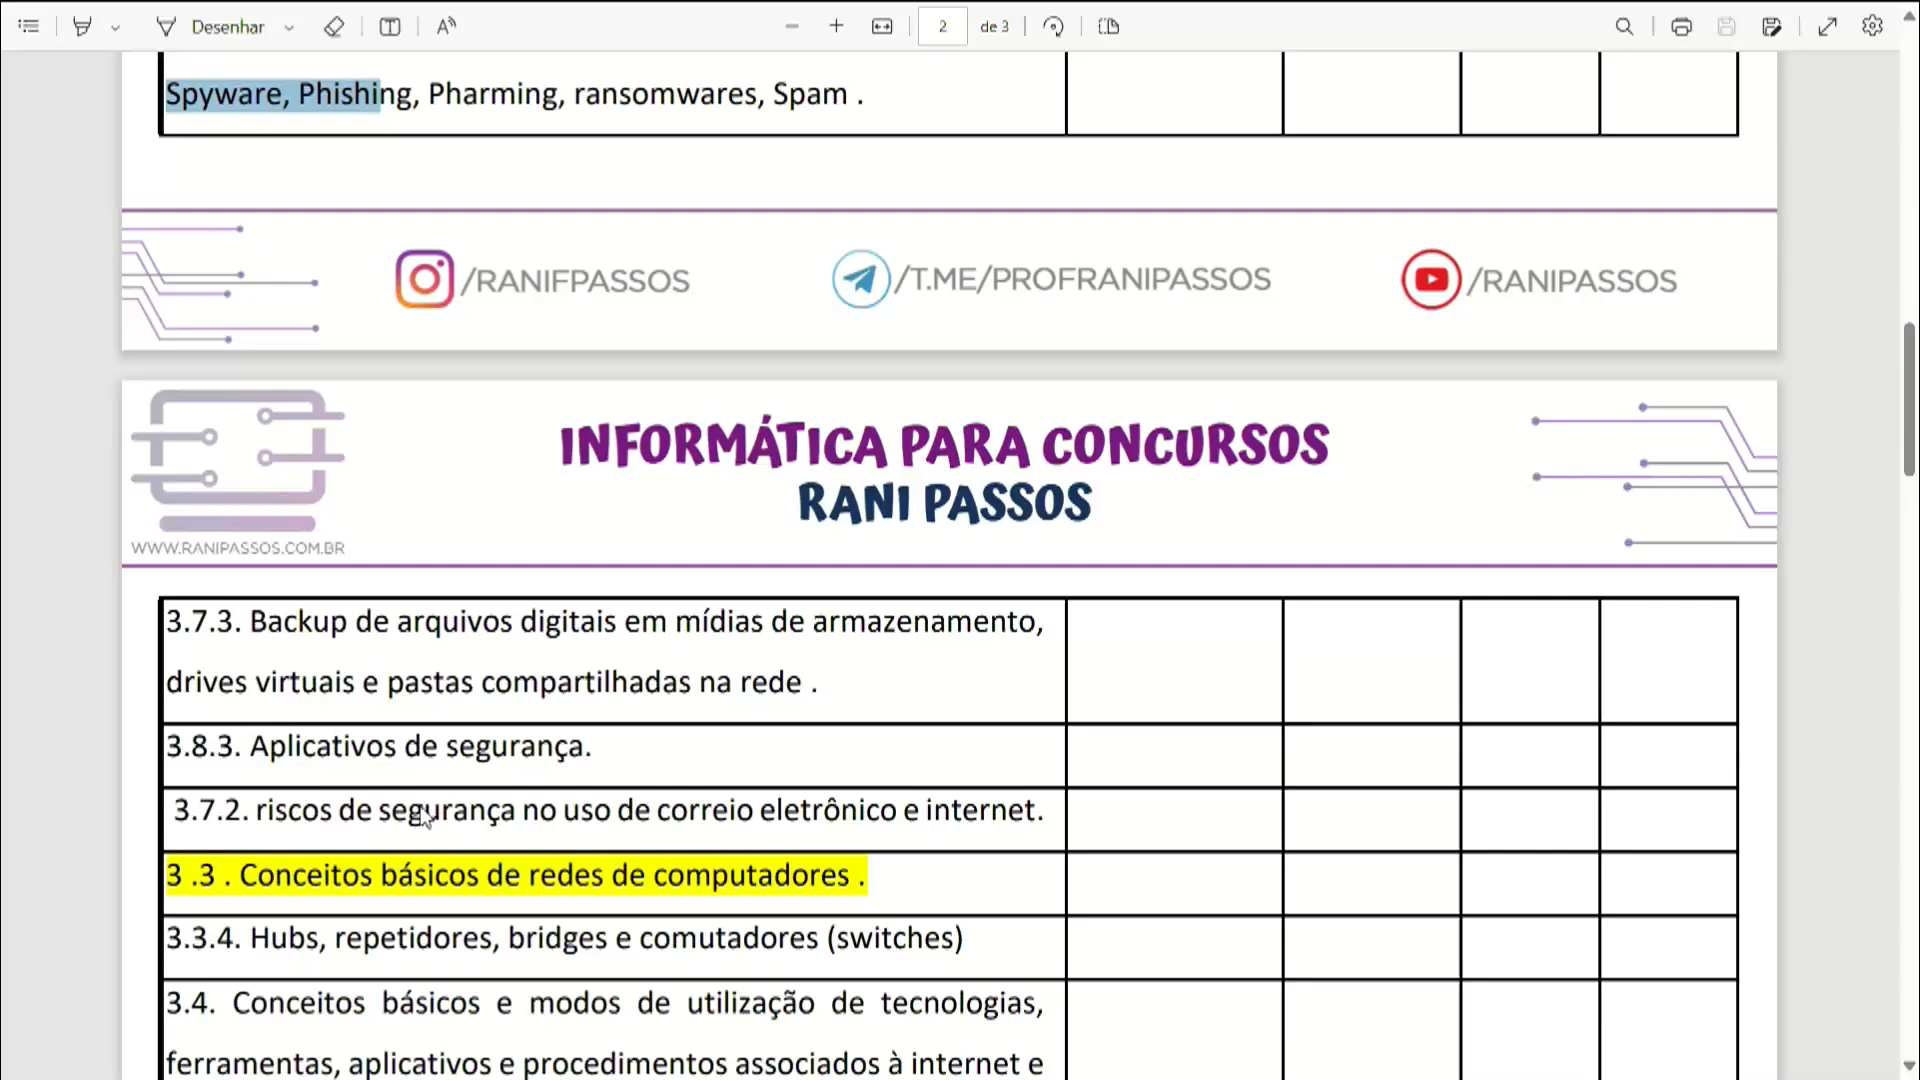 Desenhar
2
de 3
Spyware, Phishing, Pharming, ransomwares, Spam .
/RANIFPASSOS
/T.ME/PROFRANIPASSOS
/RANIPASSOS
INFORMÁTICA PARA CONCURSOS
RANI PASSOS
WWW.RANIPASSOS.COM.BR
3.7.3. Backup de arquivos digitais em mídias de armazenamento,
drives virtuais e pastas compartilhadas na rede .
3.8.3. Aplicativos de segurança.
3.7.2. riscos de segurança no uso de correio eletrônico e internet.
3 .3 . Conceitos básicos de redes de computadores .
3.3.4. Hubs, repetidores, bridges e comutadores (switches)
3.4. Conceitos básicos e modos de utilização de tecnologias,
ferramentas, aplicativos e procedimentos associados à internet e